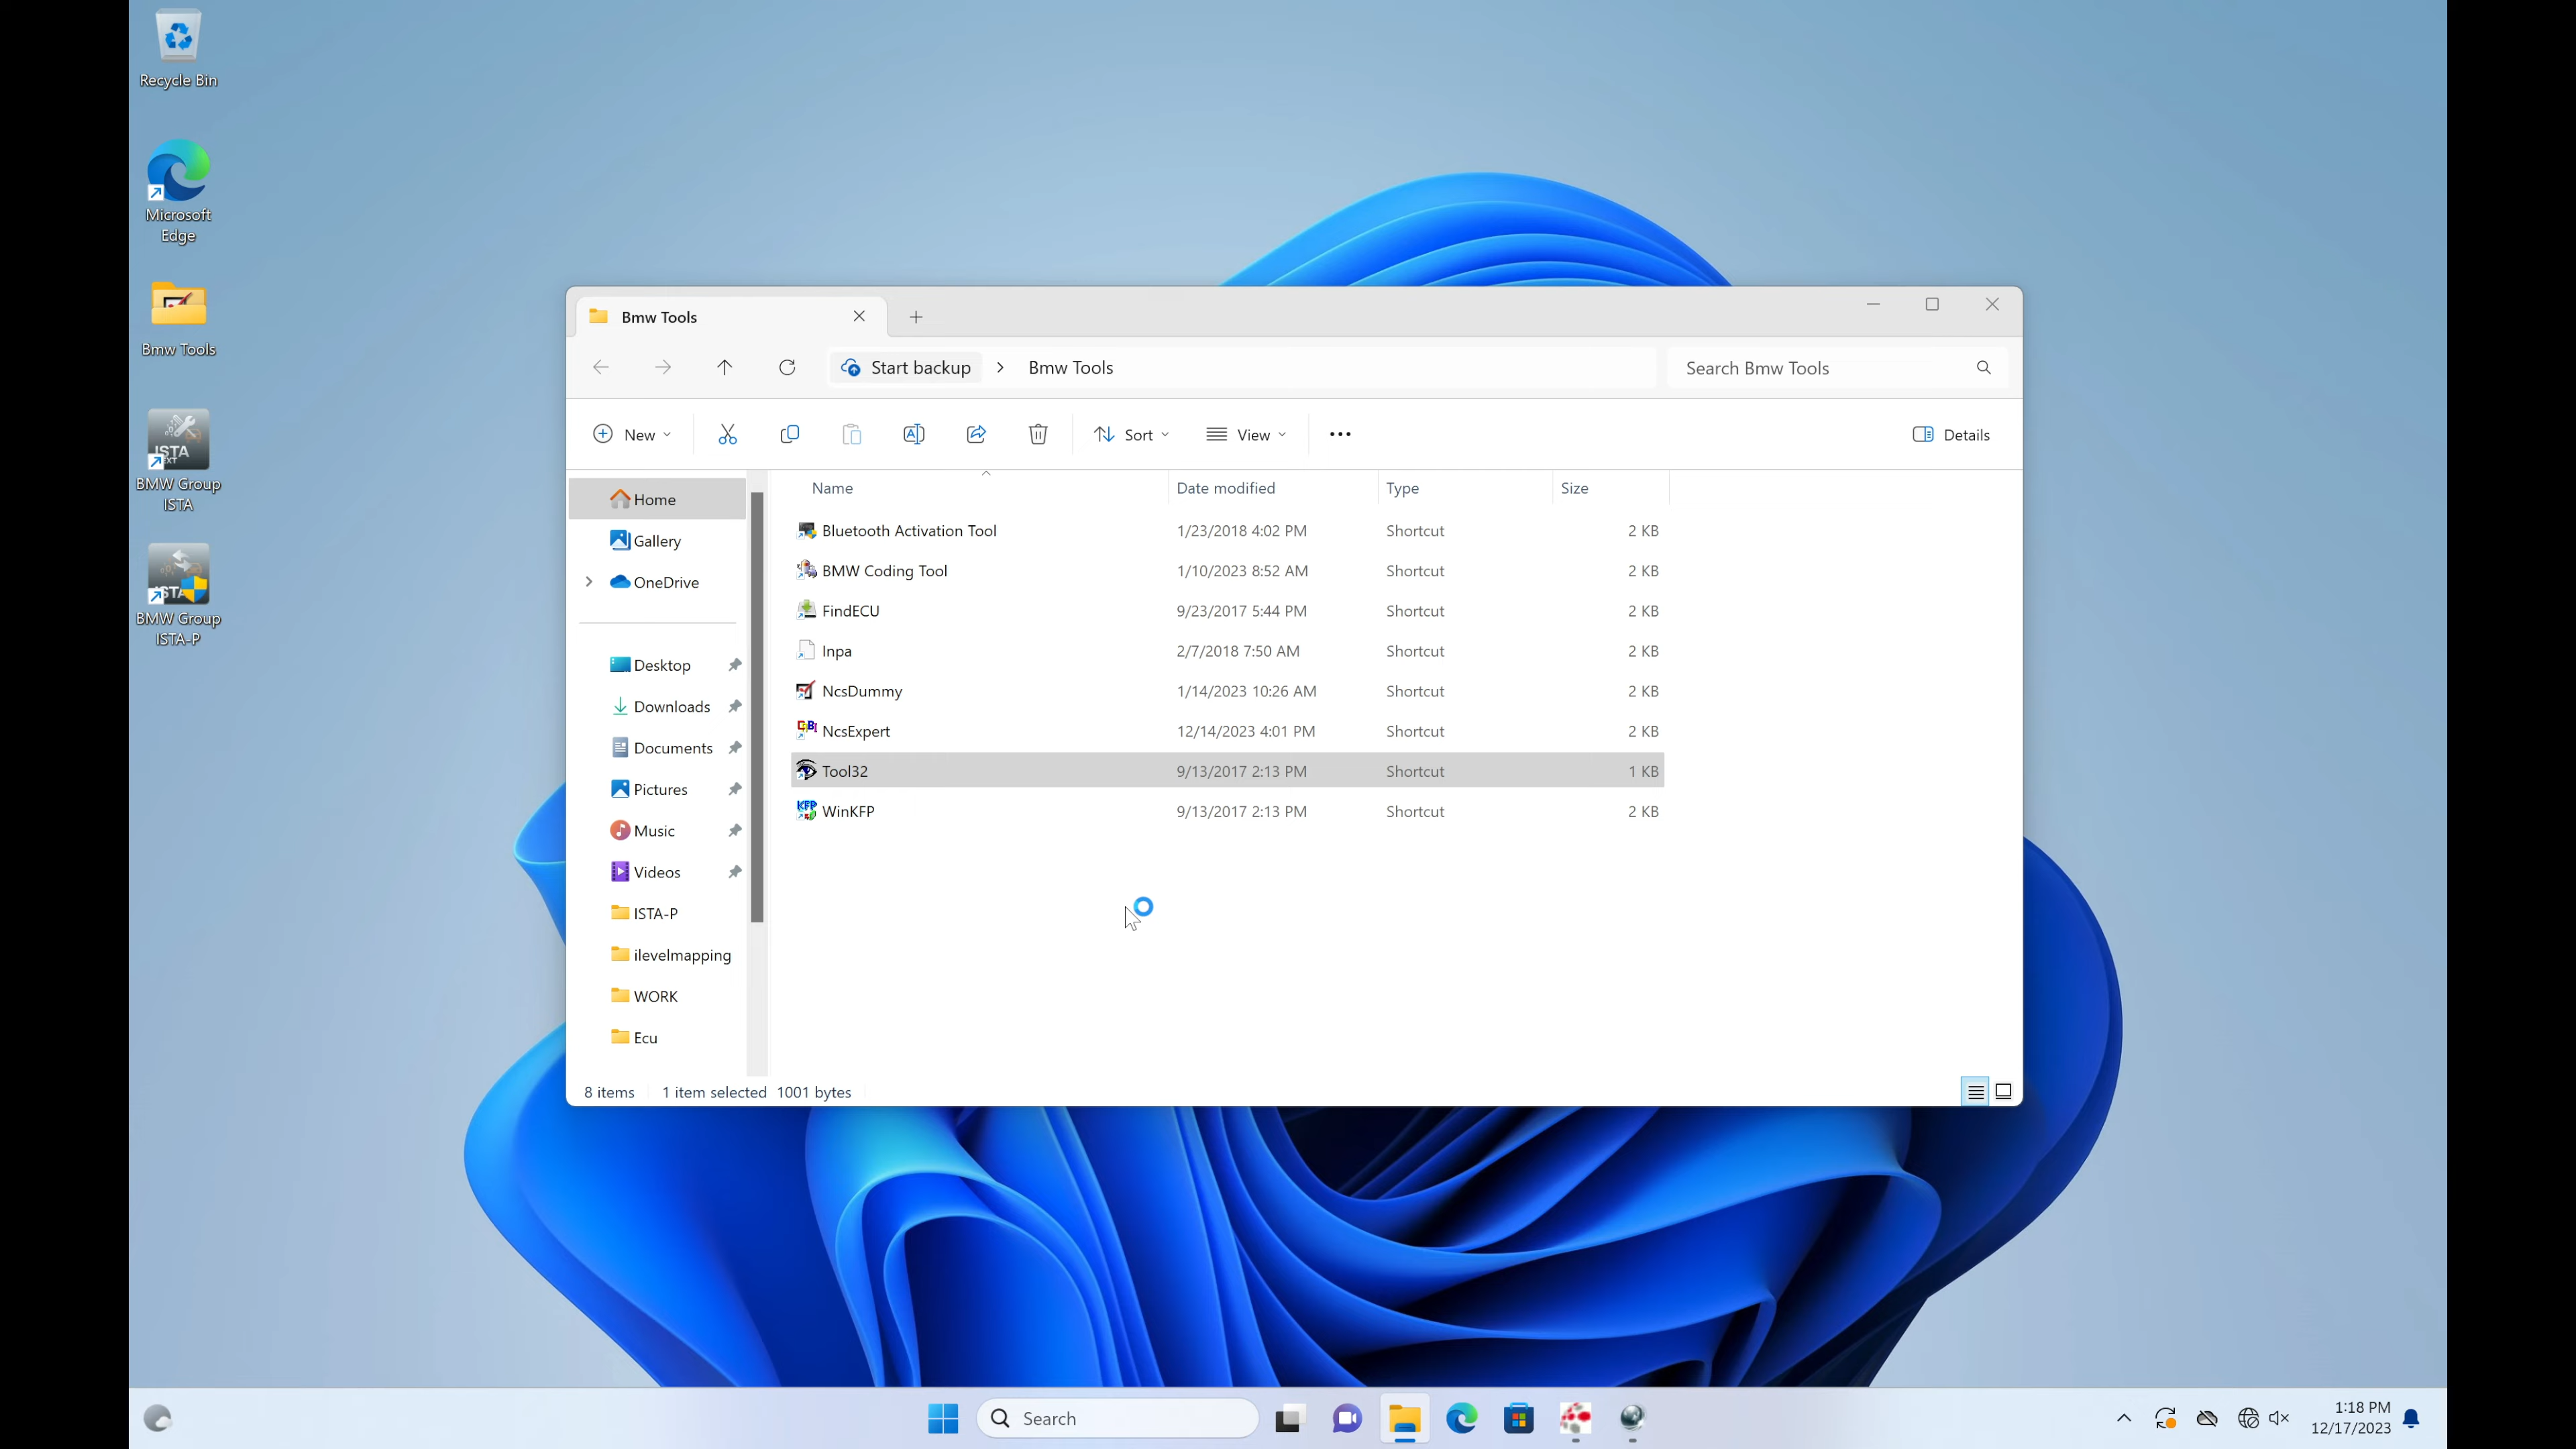 Recycle Bin
Microsoft
Edge
Bmw Tools
ISTA
BMW Group
ISTA
BMW Group
ISTA-P
Bmw Tools
Start backup
Bmw Tools
Search Bmw Tools
New
Sort
View
Details
Home
Gallery
OneDrive
Desktop
Downloads
Documents
Pictures
Music
Videos
ISTA-P
ilevelmapping
WORK
Ecu
Name Date modified Type Size
Bluetooth Activation Tool 1/23/2018 4:02 PM Shortcut 2 KB
BMW Coding Tool 1/10/2023 8:52 AM Shortcut 2 KB
FindECU 9/23/2017 5:44 PM Shortcut 2 KB
Inpa 2/7/2018 7:50 AM Shortcut 2 KB
NcsDummy 1/14/2023 10:26 AM Shortcut 2 KB
NcsExpert 12/14/2023 4:01 PM Shortcut 2 KB
Tool32 9/13/2017 2:13 PM Shortcut 1 KB
WinKFP 9/13/2017 2:13 PM Shortcut 2 KB
8 items 1 item selected 1001 bytes
Search
1:18 PM
12/17/2023